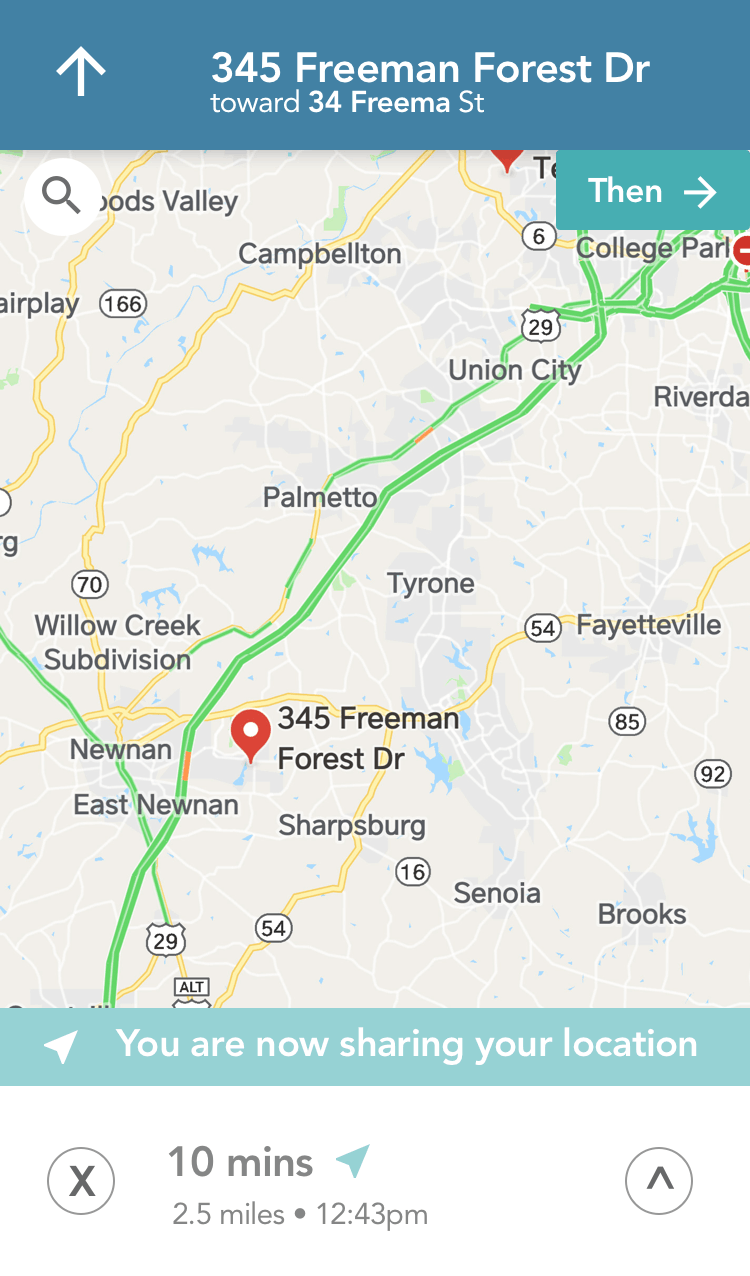 345 Freeman Forest Dr
toward 34 Freema St
Then
oods Valley
6
College Parl
Campbellton
airplay
166
29
Union City
Riverda
Palmetto
rg
Tyrone
70
Willow Creek
Subdivision
54
Fayetteville
345 Freeman
Forest Dr
85
Newnan
92
East Newnan
Sharpsburg
16
Senoia
Brooks
54
29
ALT
You are now sharing your location
X
10 mins
^
2.5 miles • 12:43pm